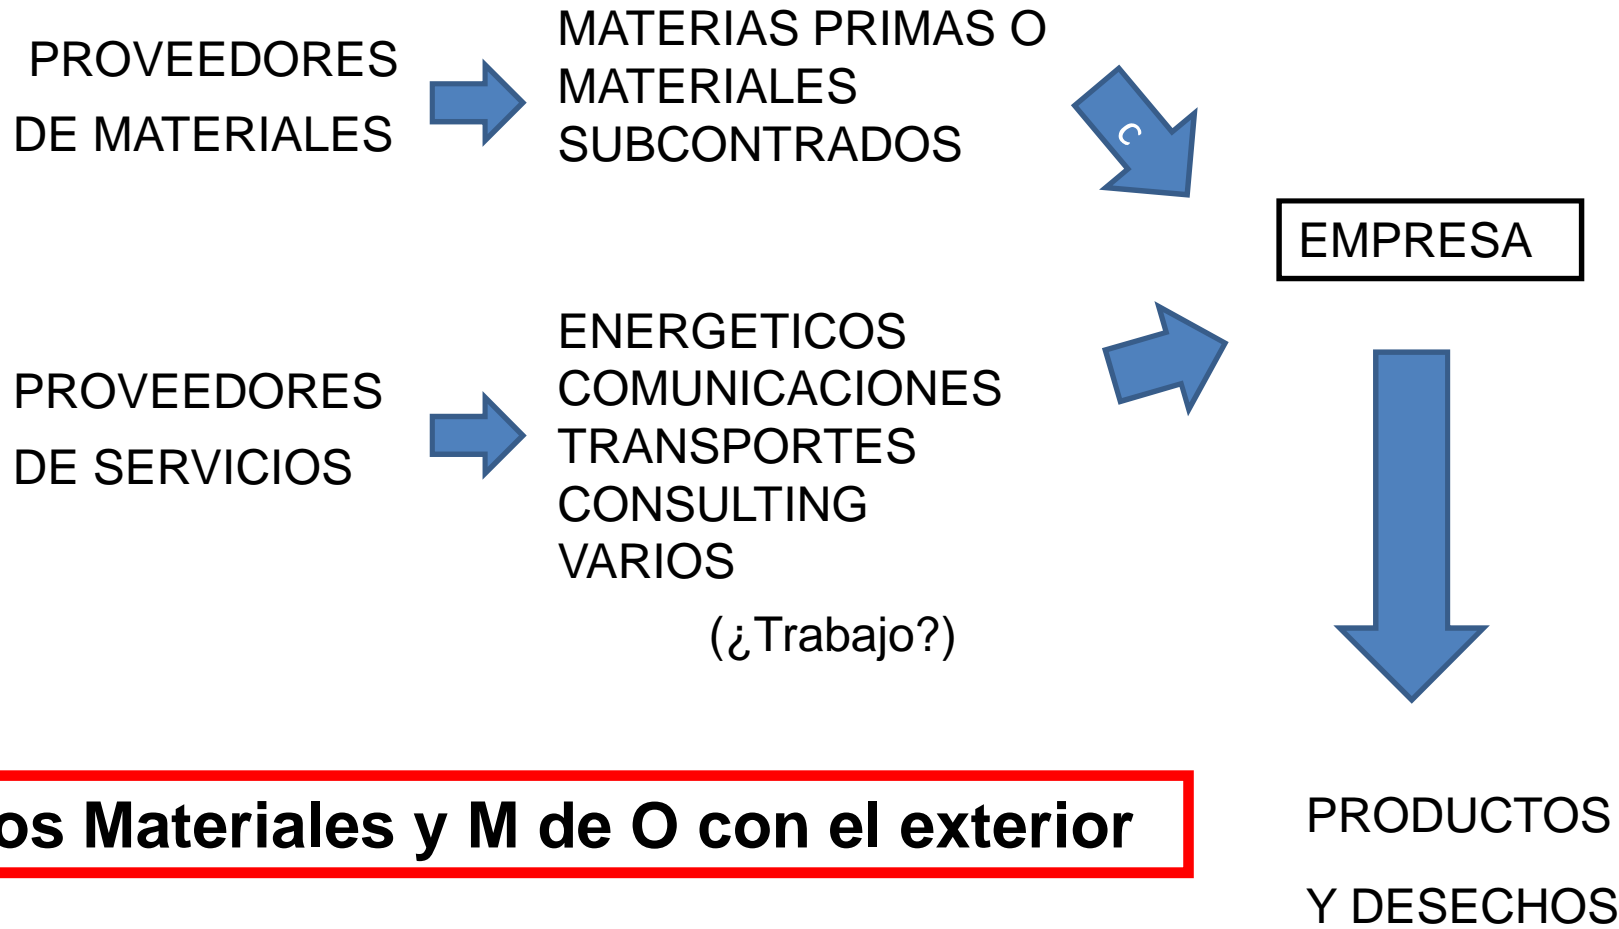 PROVEEDORES
DE MATERIALES
MATERIAS PRIMAS O
MATERIALES
SUBCONTRADOS
C
EMPRESA
PROVEEDORES
DE SERVICIOS
ENERGETICOS
COMUNICACIONES
TRANSPORTES
CONSULTING
VARIOS
(¿Trabajo?)
os Materiales y M de O con el exterior
PRODUCTOS
Y DESECHOS